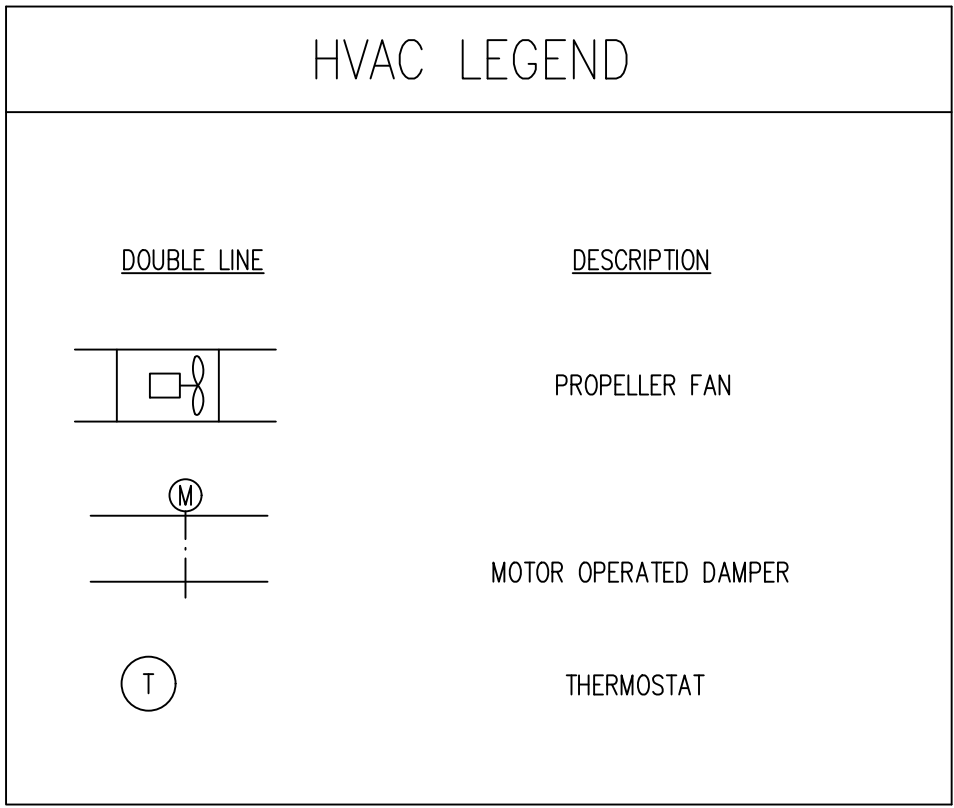 HVAC LEGEND
DOUBLE LINE DESCRIPTION
PROPELLER FAN
M
MOTOR OPERATED DAMPER
T THERMOSTAT